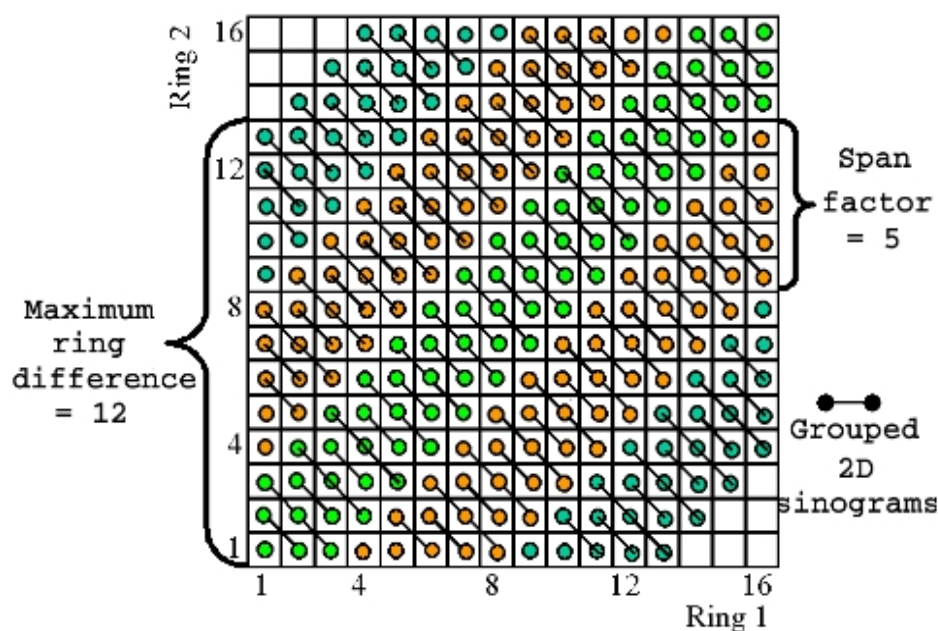 Ring 2
16
12
8
4
1
Maximum
ring
difference
= 12
Span
factor
= 5
Grouped
2D
sinograms
1 4 8 12 16
Ring 1